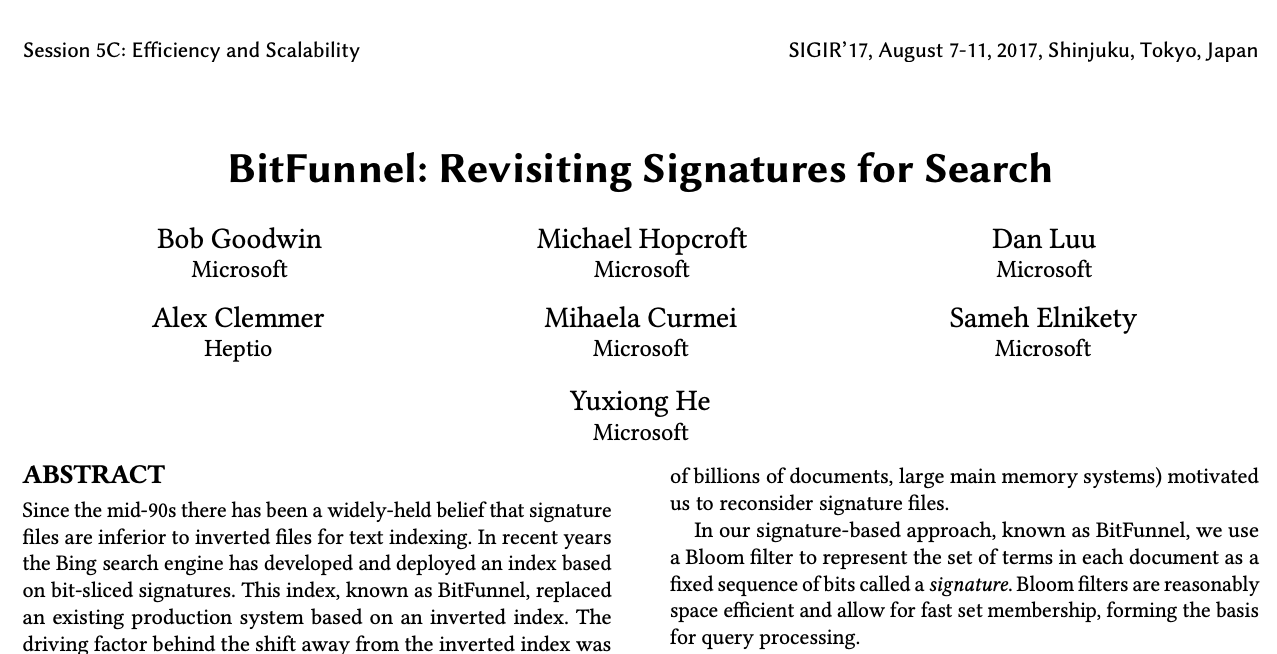 Session 5C: Efficiency and Scalability
SIGIR'17, August 7-11, 2017, Shinjuku, Tokyo, Japan
BitFunnel: Revisiting Signatures for Search
Bob Goodwin
Microsoft
Michael Hopcroft
Microsoft
Dan Luu
Microsoft
Alex Clemmer
Heptio
Mihaela Curmei
Microsoft
Sameh Elnikety
Microsoft
Yuxiong He
Microsoft
ABSTRACT
Since the mid-90s there has been a widely-held belief that signature
files are inferior to inverted files for text indexing. In recent years
the Bing search engine has developed and deployed an index based
on bit-sliced signatures. This index, known as BitFunnel, replaced
an existing production system based on an inverted index. The
driving factor behind the shift away from the inverted index was
of billions of documents, large main memory systems) motivated
us to reconsider signature files.
In our signature-based approach, known as BitFunnel, we use
a Bloom filter to represent the set of terms in each document as a
fixed sequence of bits called a signature. Bloom filters are reasonably
space efficient and allow for fast set membership, forming the basis
for query processing.